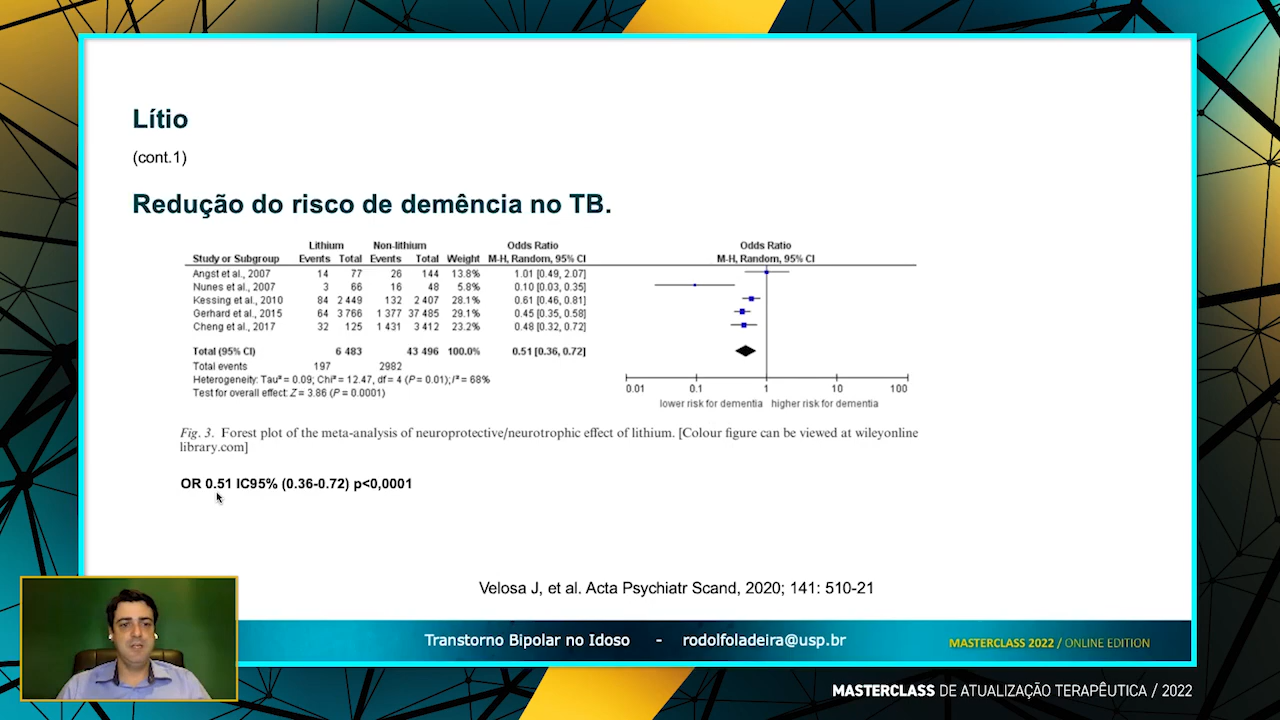 Lítio
(cont.1)
Redução do risco de demência no TB.
Lithium Non-lithium Odds Ratio Odds Ratio
Study or Subgroup Events Total Events Total Weight M-H, Random, 95% CI M-H, Random, 95% CI
Angst et al., 2007 14 77 26 144 13.8% 1.01 [0.49, 2.07]
Nunes et al., 2007 3 66 16 48 5.8% 0.10 [0.03, 0.35]
Kessing et al., 2010 84 2 449 132 2 407 28.1% 0.61 [0.46, 0.81]
Gerhard et al., 2015 64 3 766 1 377 37 485 29.1% 0.45 [0.35, 0.58]
Cheng et al., 2017 32 125 1 431 3 412 23.2% 0.48 [0.32, 0.72]
Total (95% CI) 6 483 43 496 100.0% 0.51 [0.36, 0.72]
Total events 197 2982
Heterogeneity: Tau² = 0.09; Chi² = 12.47, df = 4 (P = 0.01); I² = 68%
Test for overall effect: Z = 3.86 (P = 0.0001)
0.01 0.1 1 10 100
lower risk for dementia higher risk for dementia
Fig. 3. Forest plot of the meta-analysis of neuroprotective/neurotrophic effect of lithium. [Colour figure can be viewed at wileyonline
library.com]
OR 0.51 IC95% (0.36-0.72) p<0,0001
Velosa J, et al. Acta Psychiatr Scand, 2020; 141: 510-21
Transtorno Bipolar no Idoso - rodolfoladeira@usp.br
MASTERCLASS 2022 / ONLINE EDITION
MASTERCLASS DE ATUALIZAÇÃO TERAPÊUTICA / 2022